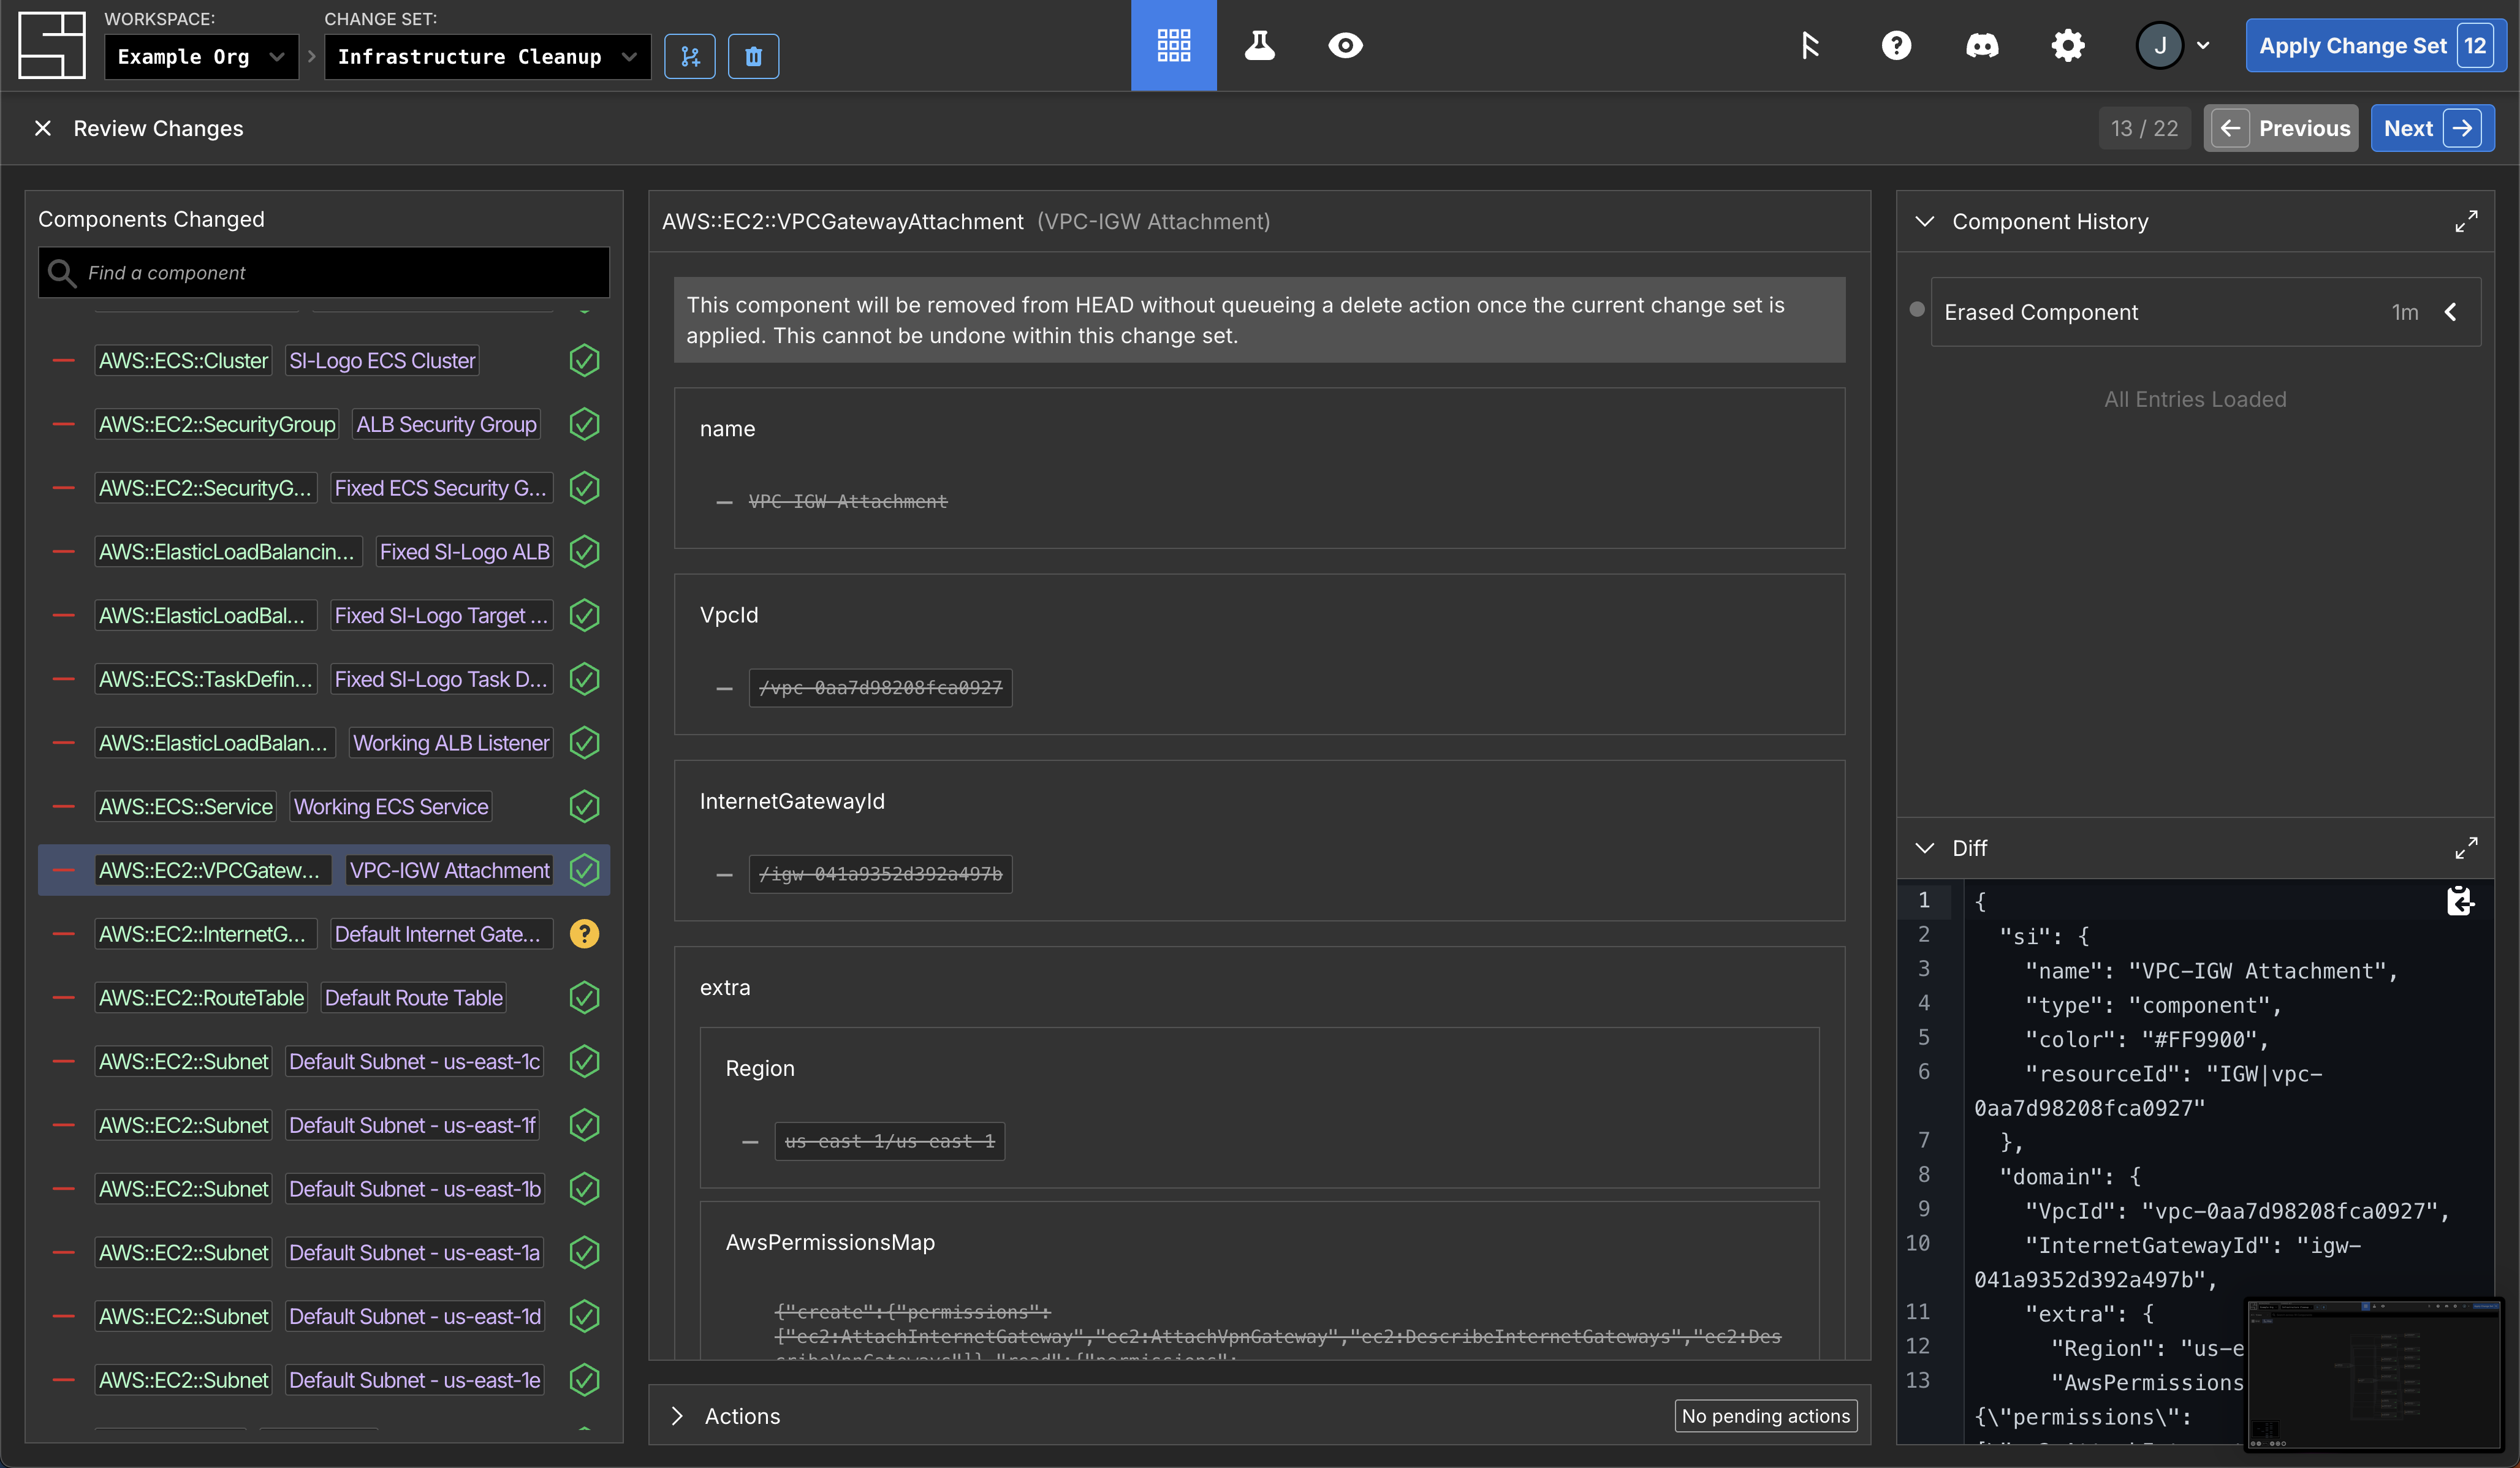 WORKSPACE:
CHANGE SET:
Example Org
Infrastructure Cleanup
J
Apply Change Set 12
Review Changes
13 / 22
Previous
Next
Components Changed
Find a component
AWS::ECS::Cluster SI-Logo ECS Cluster
AWS::EC2::SecurityGroup ALB Security Group
AWS::EC2::SecurityG... Fixed ECS Security G...
AWS::ElasticLoadBalancin... Fixed SI-Logo ALB
AWS::ElasticLoadBal... Fixed SI-Logo Target ...
AWS::ECS::TaskDefin... Fixed SI-Logo Task D...
AWS::ElasticLoadBalan... Working ALB Listener
AWS::ECS::Service Working ECS Service
AWS::EC2::VPCGatew... VPC-IGW Attachment
AWS::EC2::InternetG... Default Internet Gate... ?
AWS::EC2::RouteTable Default Route Table
AWS::EC2::Subnet Default Subnet - us-east-1c
AWS::EC2::Subnet Default Subnet - us-east-1f
AWS::EC2::Subnet Default Subnet - us-east-1b
AWS::EC2::Subnet Default Subnet - us-east-1a
AWS::EC2::Subnet Default Subnet - us-east-1d
AWS::EC2::Subnet Default Subnet - us-east-1e
AWS::EC2::VPCGatewayAttachment (VPC-IGW Attachment)
This component will be removed from HEAD without queueing a delete action once the current change set is
applied. This cannot be undone within this change set.
name
VPC-IGW Attachment
VpcId
/vpc-0aa7d98208fca0927
InternetGatewayId
/igw-041a9352d392a497b
extra
Region
us-east-1/us-east-1
AwsPermissionsMap
{"create":{"permissions":
["ec2:AttachInternetGateway","ec2:AttachVpnGateway","ec2:DescribeInternetGateways","ec2:Des
cribeVpnGateways"]},"read":{"permissions":
Actions
No pending actions
Component History
Erased Component 1m
All Entries Loaded
Diff
1 {
2 "si": {
3 "name": "VPC-IGW Attachment",
4 "type": "component",
5 "color": "#FF9900",
6 "resourceId": "IGW|vpc-
0aa7d98208fca0927"
7 },
8 "domain": {
9 "VpcId": "vpc-0aa7d98208fca0927",
10 "InternetGatewayId": "igw-
041a9352d392a497b",
11 "extra": {
12 "Region": "us-e
13 "AwsPermissions
{\"permissions\":